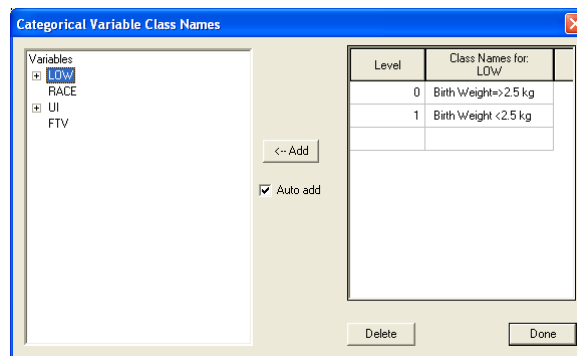 Categorical Variable Class Names
Variables
LOW
RACE
UI
FTV
<-- Add
Auto add
Level
Class Names for:
LOW
0 Birth Weight=>2.5 kg
1 Birth Weight <2.5 kg
Delete
Done